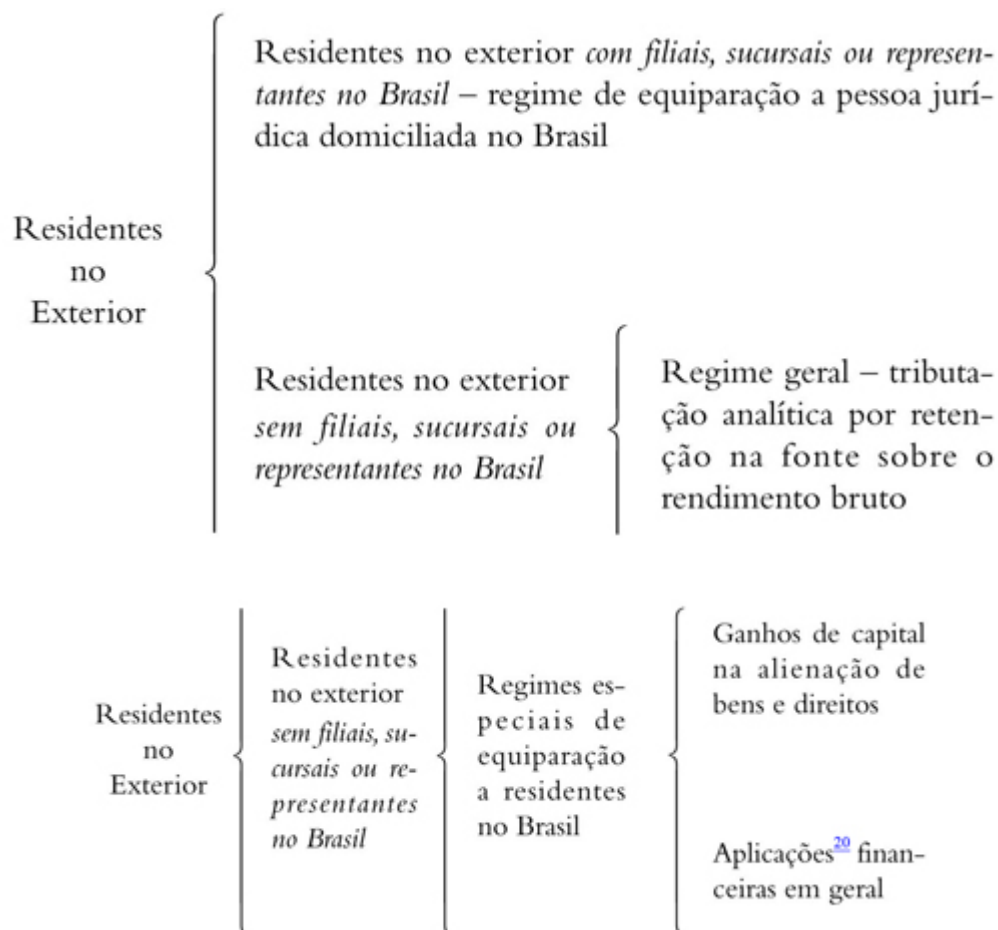 Residentes no exterior com filiais, sucursais ou represen-
tantes no Brasil – regime de equiparação a pessoa jurí-
dica domiciliada no Brasil
Residentes
no
Exterior
Residentes no exterior
sem filiais, sucursais ou
representantes no Brasil
Regime geral – tributa-
ção analítica por reten-
ção na fonte sobre o
rendimento bruto
Residentes
no
Exterior
Residentes
no exterior
sem filiais, su-
cursais ou re-
presentantes
no Brasil
Regimes es-
peciais de
equiparação
a residentes
no Brasil
Ganhos de capital
na alienação de
bens e direitos
Aplicações20 finan-
ceiras em geral